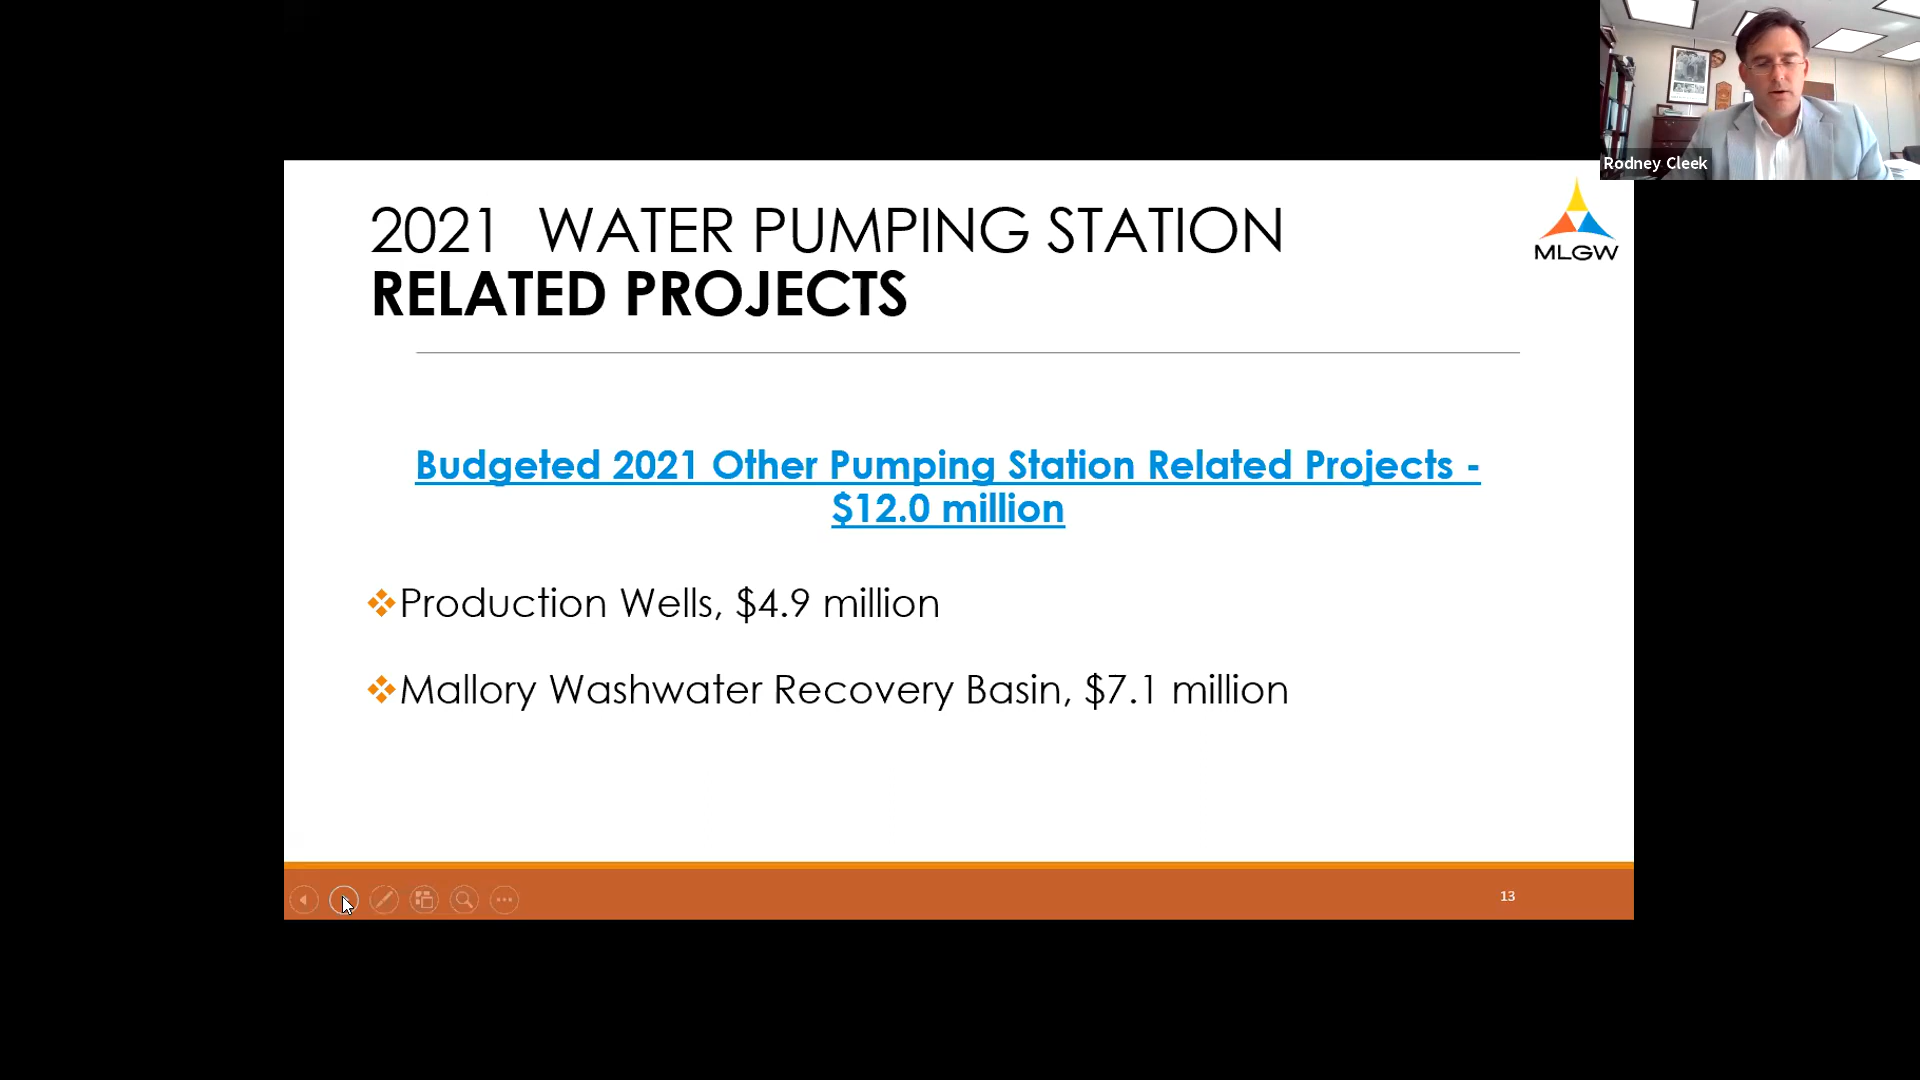 Rodney Cleek
MLGW
2021 WATER PUMPING STATION
RELATED PROJECTS
Budgeted 2021 Other Pumping Station Related Projects -
$12.0 million
Production Wells, $4.9 million
Mallory Washwater Recovery Basin, $7.1 million
13